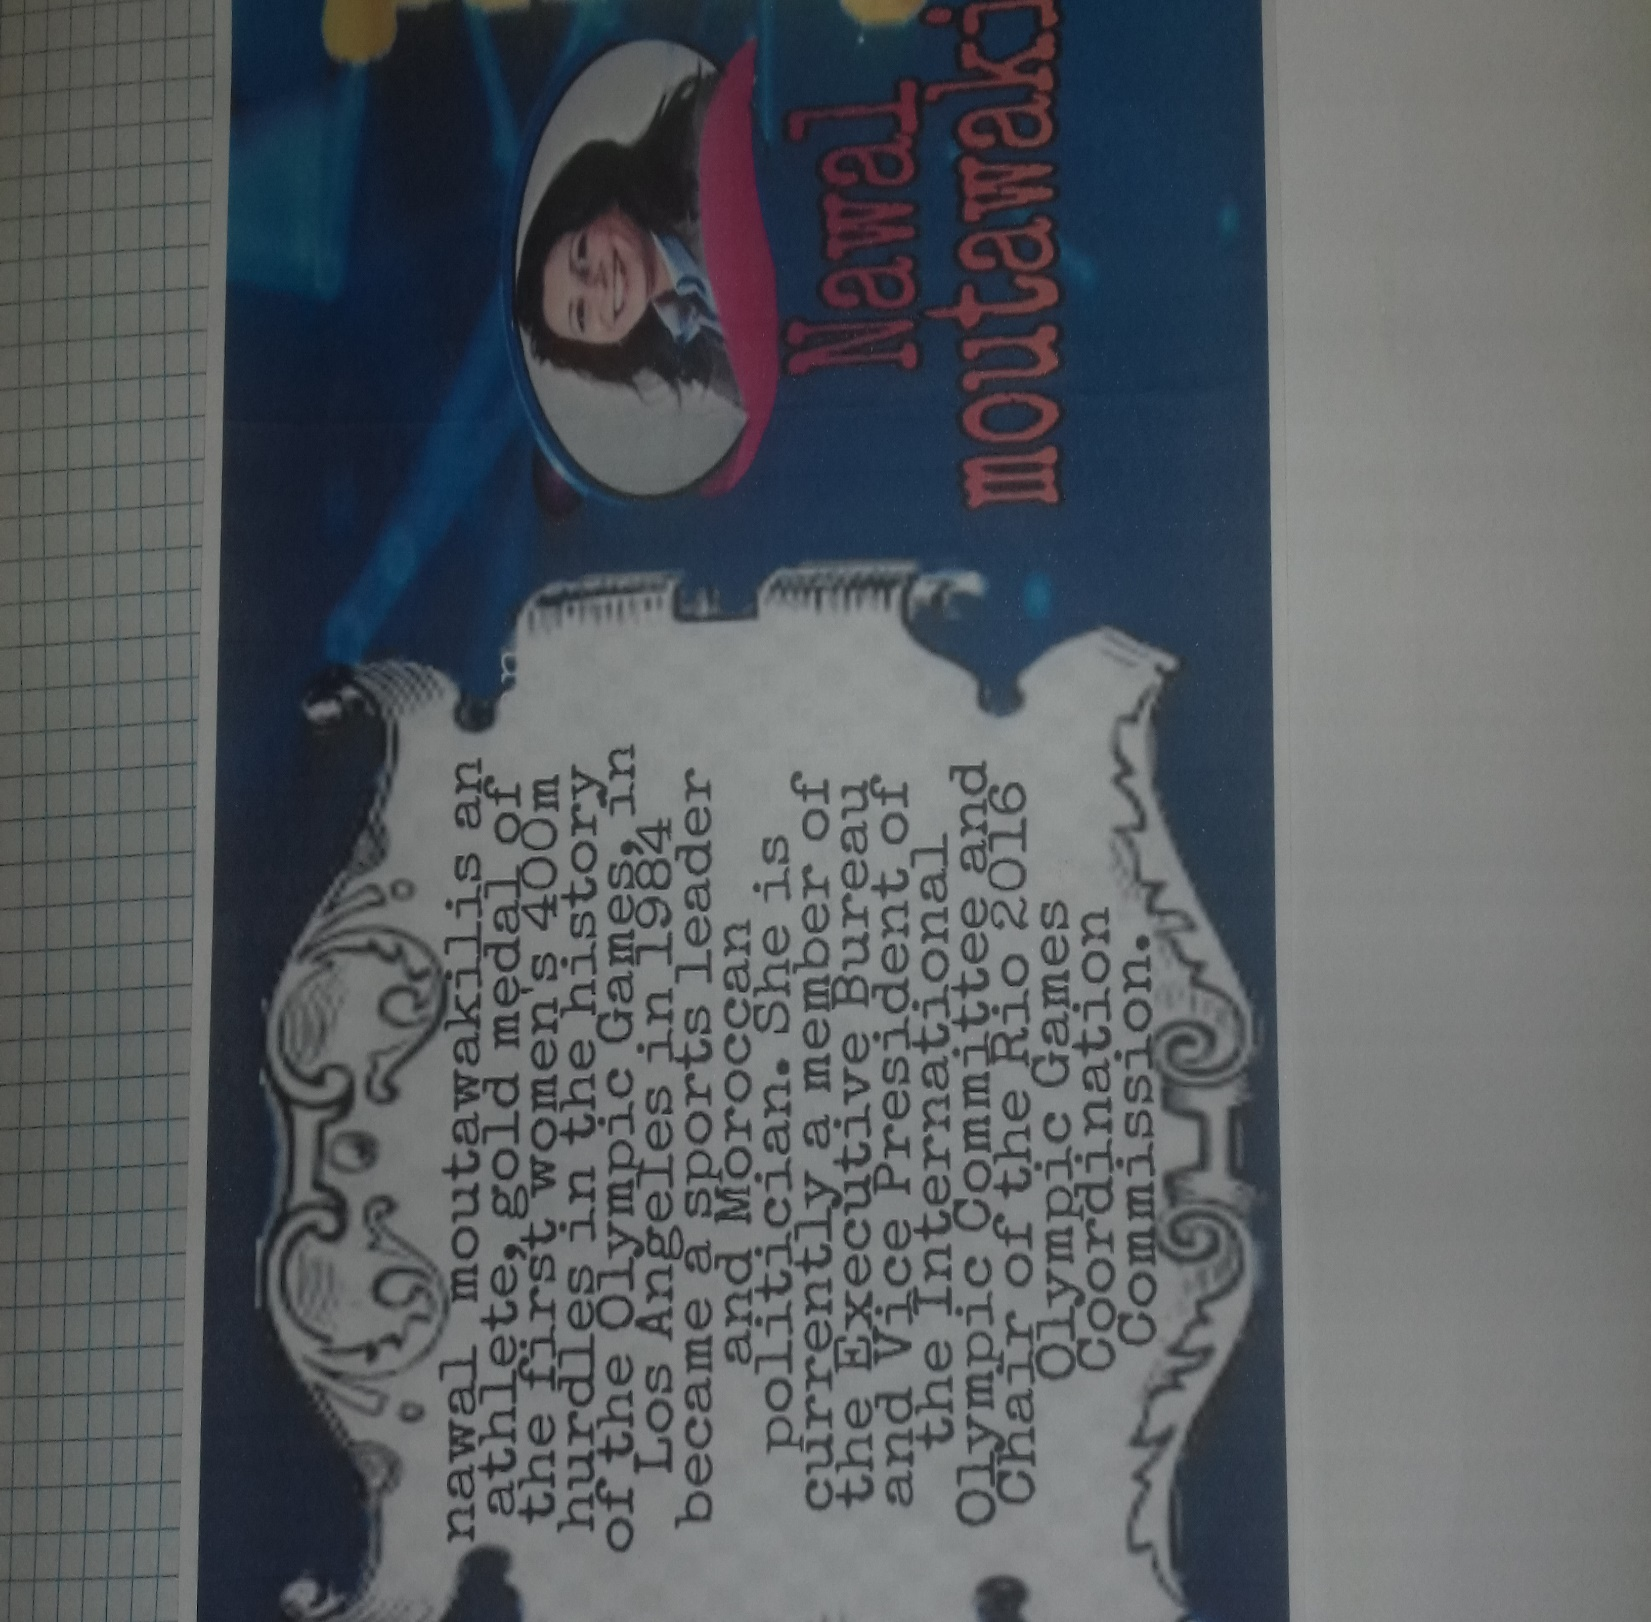 Nawal
moutawaki
nawal moutawakilis an
athlete, gold medal of
the first women's 400m
hurdles in the history
of the Olympic Games, in
Los Angeles in 1984
became a sports leader
and Moroccan
politician. She is
currently a member of
the Executive Bureau
and Vice President of
the International
Olympic Committee and
Chair of the Rio 2016
Olympic Games
Coordination
Commission.